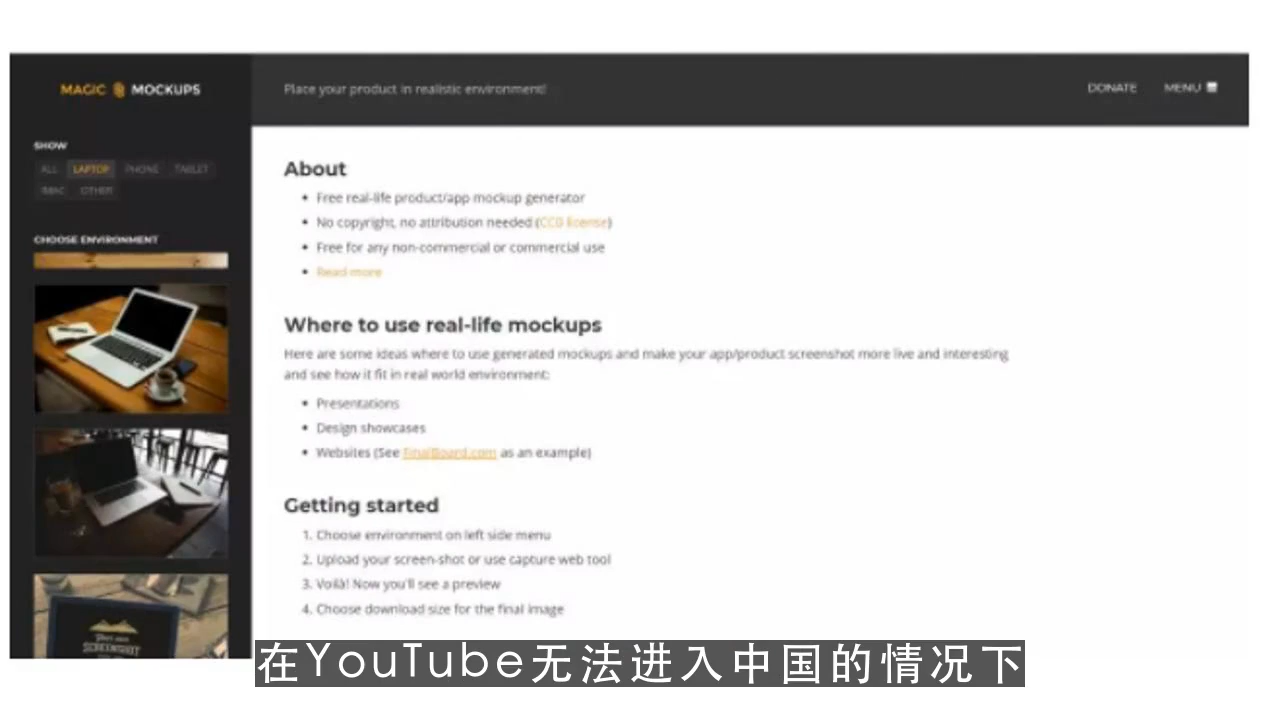 MAGIC MOCKUPS
Place your product in realistic environment!
DONATE
MENU
SHOW
ALL LAPTOP PHONE TABLET
IMAC OTHER
CHOOSE ENVIRONMENT
SCREENSHOT
About
• Free real-life product/app mockup generator
• No copyright, no attribution needed (CC0 license)
• Free for any non-commercial or commercial use
• Read more
Where to use real-life mockups
Here are some ideas where to use generated mockups and make your app/product screenshot more live and interesting
and see how it fit in real world environment:
• Presentations
• Design showcases
• Websites (See FinalBoard.com as an example)
Getting started
1. Choose environment on left side menu
2. Upload your screen-shot or use capture web tool
3. Voilà! Now you'll see a preview
4. Choose download size for the final image
在YouTube无法进入中国的情况下